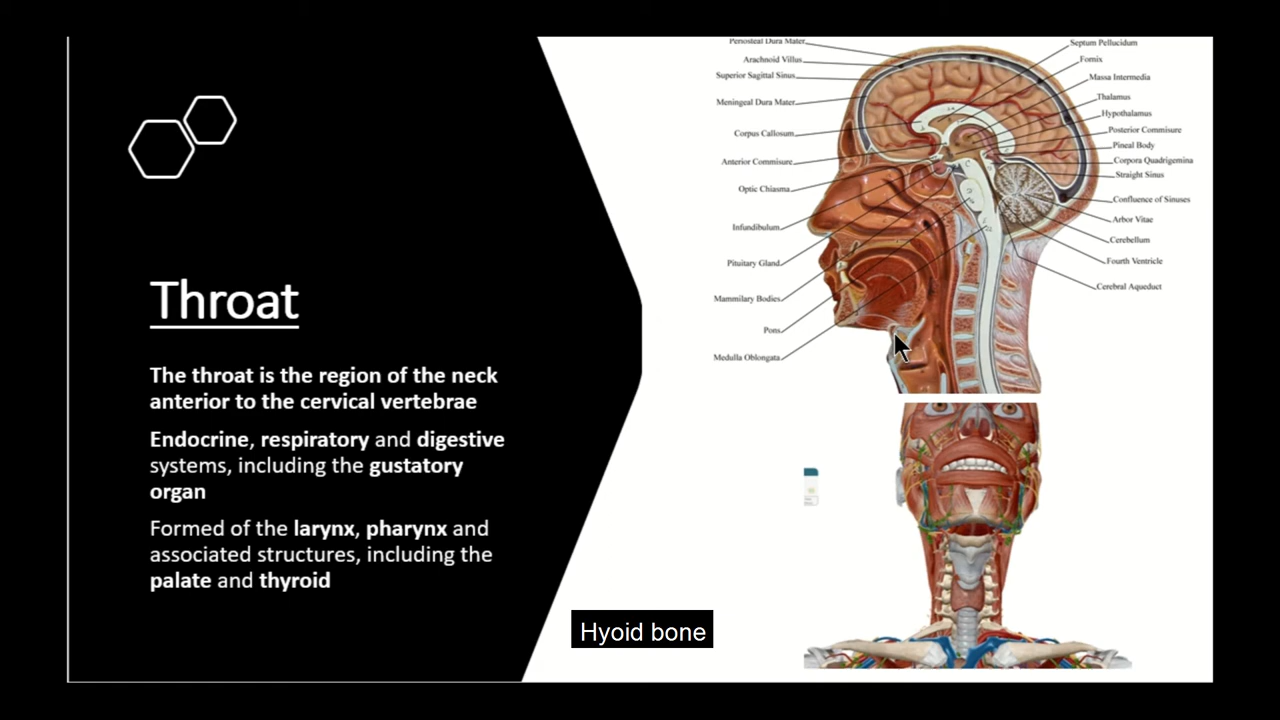 Throat
The throat is the region of the neck
anterior to the cervical vertebrae
Endocrine, respiratory and digestive
systems, including the gustatory
organ
Formed of the larynx, pharynx and
associated structures, including the
palate and thyroid
Periosteal Dura Mater
Arachnoid Villus
Superior Sagittal Sinus
Meningeal Dura Mater
Corpus Callosum
Anterior Commisure
Optic Chiasma
Infundibulum
Pituitary Gland
Mammilary Bodies
Pons
Medulla Oblongata
Septum Pellucidum
Fornix
Massa Intermedia
Thalamus
Hypothalamus
Posterior Commisure
Pineal Body
Corpora Quadrigemina
Straight Sinus
Confluence of Sinuses
Arbor Vitae
Cerebellum
Fourth Ventricle
Cerebral Aqueduct
Hyoid bone